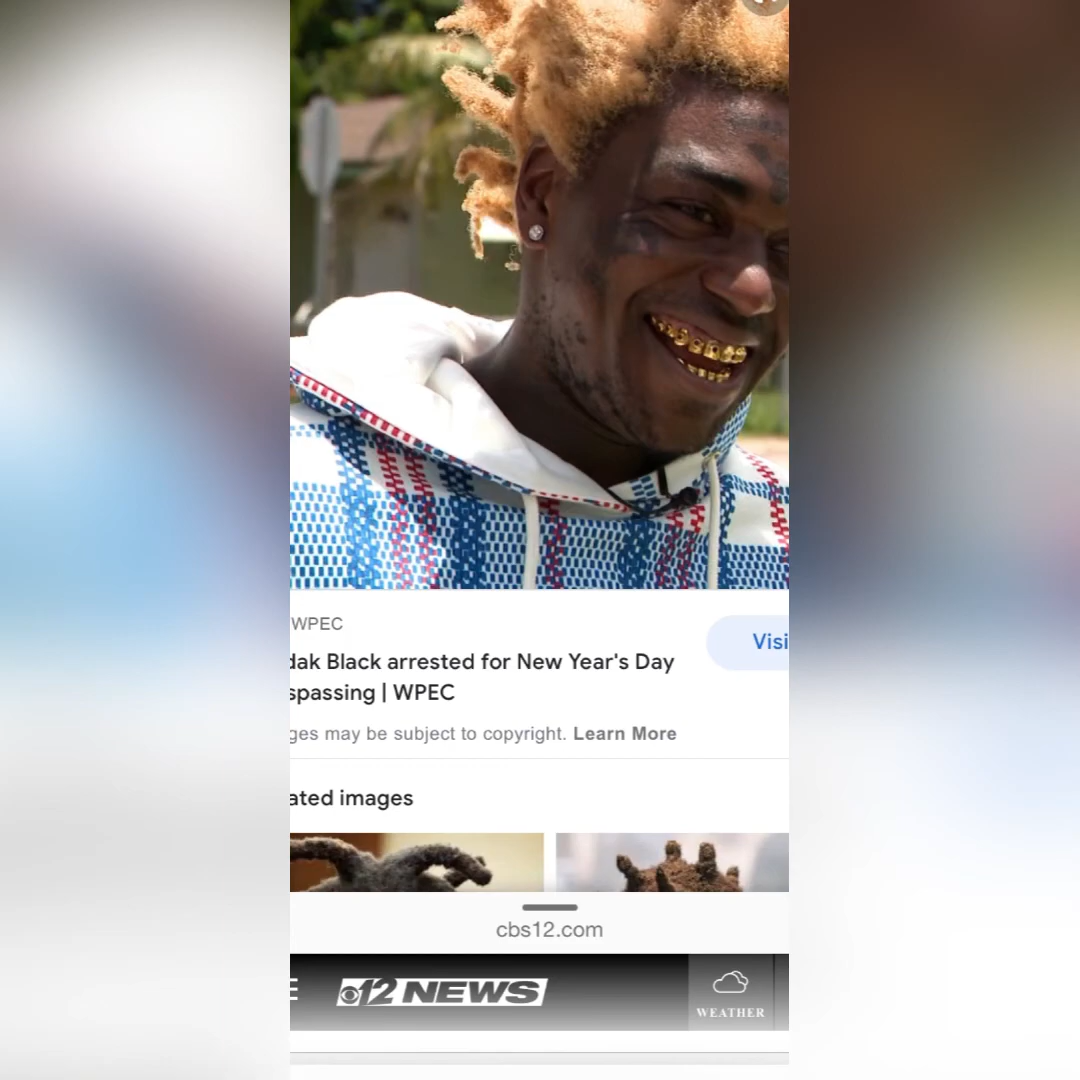 WPEC
Visi
dak Black arrested for New Year's Day
spassing | WPEC
ges may be subject to copyright. Learn More
ated images
cbs12.com
12 NEWS
WEATHER